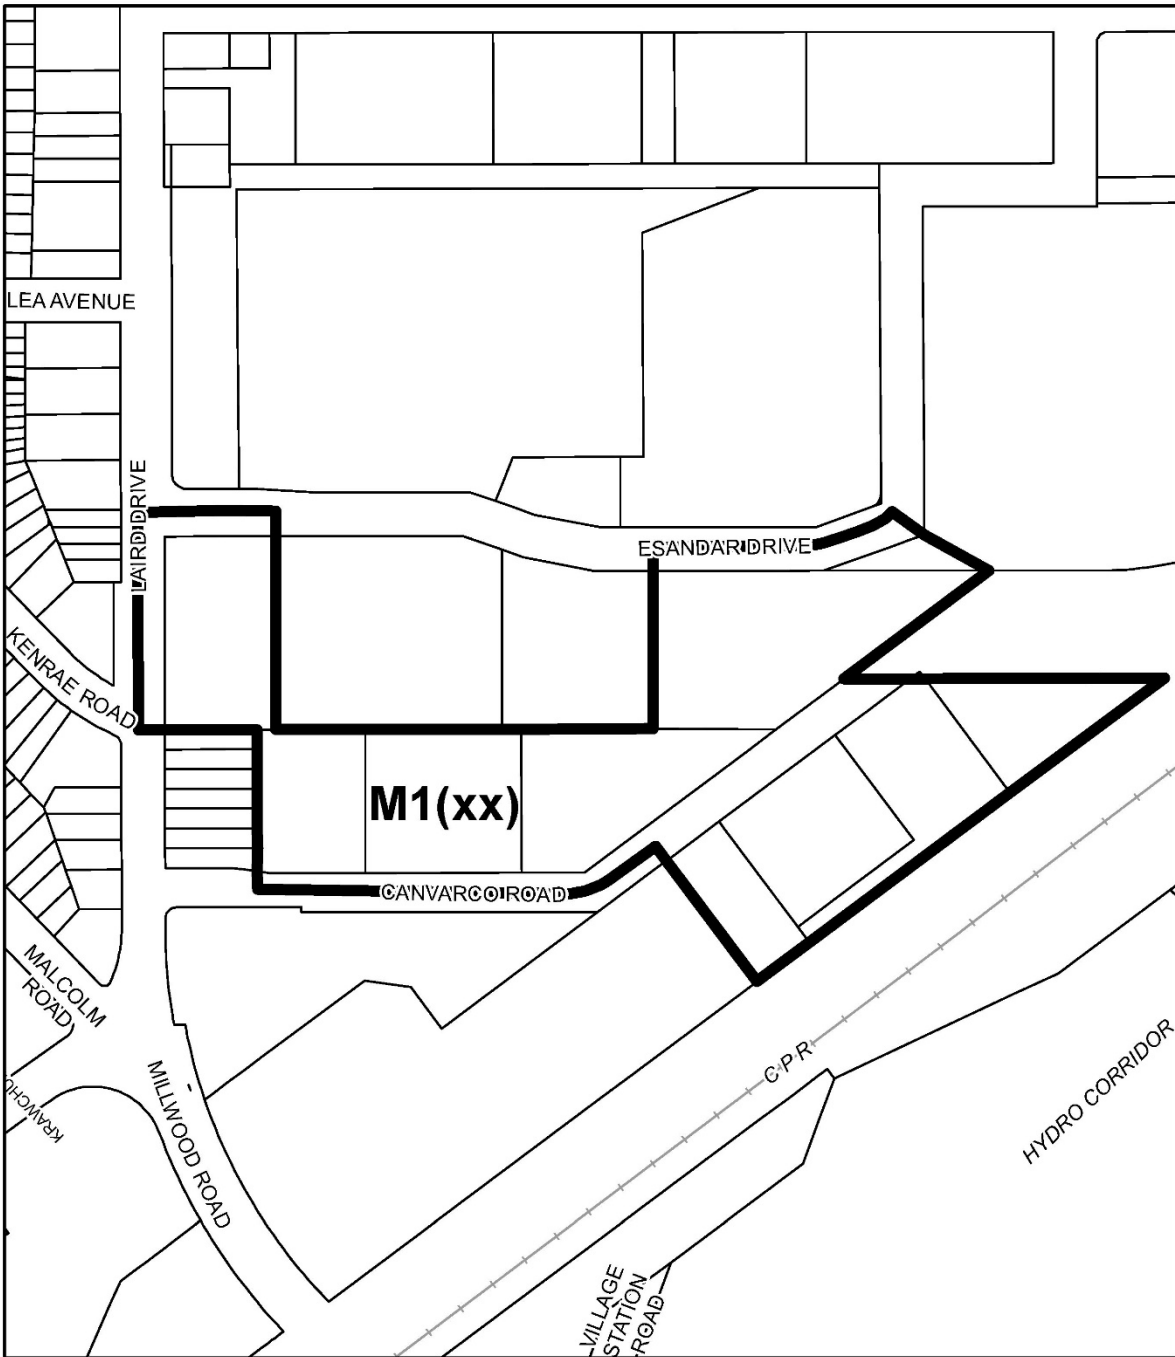 LEA AVENUE
LAIRD DRIVE
ESANDAR DRIVE
KENRAE ROAD
M1(xx)
CANVARCO ROAD
MALCOLM
ROAD
C P R
KRAWCHU
MILLWOOD ROAD
HYDRO CORRIDOR
VILLAGE
STATION
ROAD